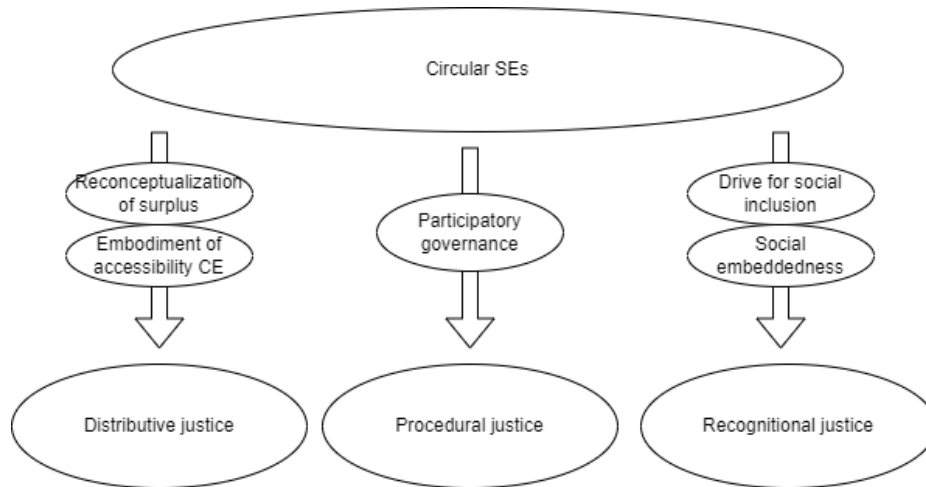 Circular SEs
Reconceptualization
of surplus
Embodiment of
accessibility CE
Participatory
governance
Drive for social
inclusion
Social
embeddedness
Distributive justice
Procedural justice
Recognitional justice